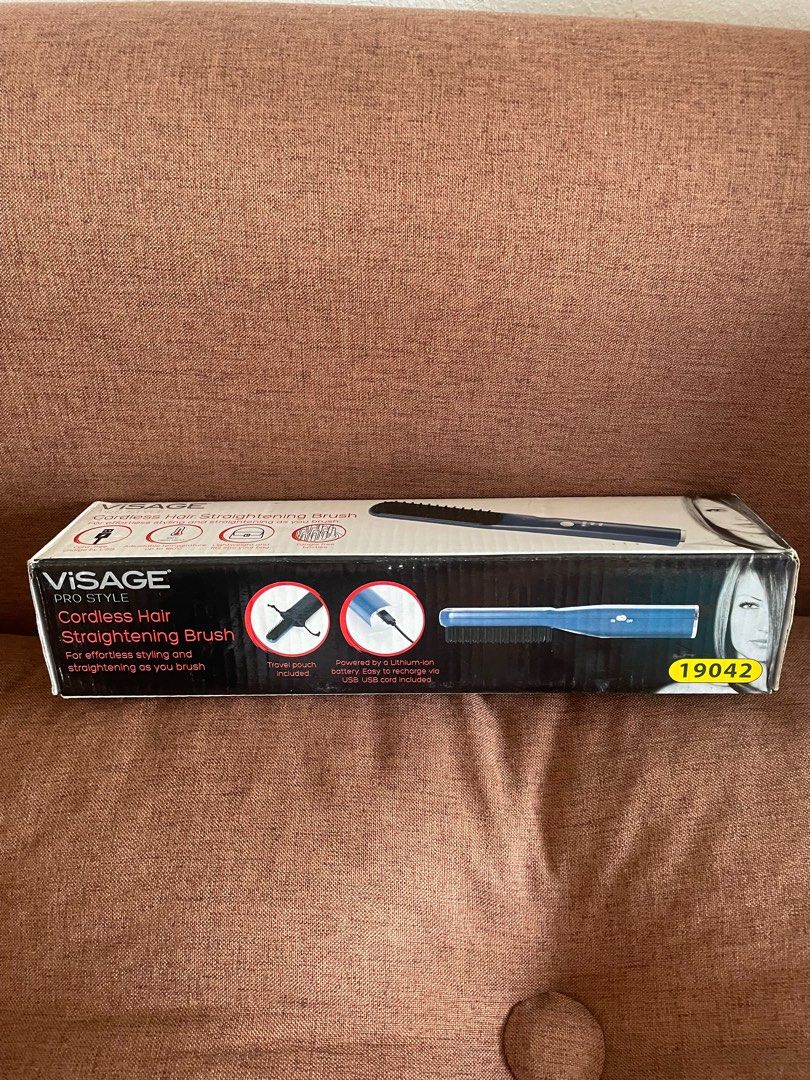 ViSAGE
Cordless Hair Straightening Brush
For effortless styling and straightening as you brush
ViSAGE
PRO STYLE
Cordless Hair
Straightening Brush
For effortless styling and
straightening as you brush
Travel pouch
included.
Powered by a Lithium-ion
battery. Easy to recharge via
USB. USB cord included
ON
OFF
19042